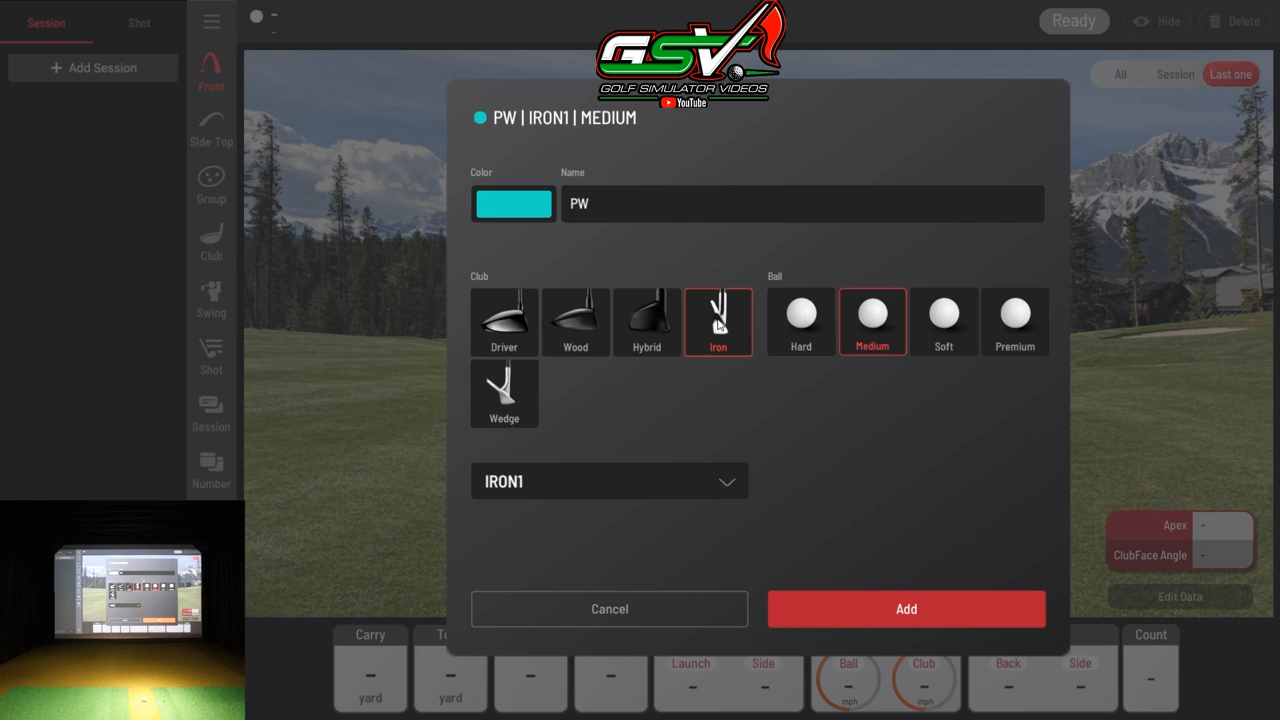 Session
Shot
Add Session
Front
Side-Top
Group
Club
Swing
Shot
Session
Number
-
-
GSV
GOLF SIMULATOR VIDEOS
YouTube
Ready
Hide
Delete
All
Session
Last one
PW | IRON1 | MEDIUM
Color
Name
PW
Club
Ball
Driver
Wood
Hybrid
Iron
Hard
Medium
Soft
Premium
Wedge
IRON1
Cancel
Add
Apex -
ClubFace Angle -
Edit Data
Carry
-
yard
-
yard
-
-
Launch
-
Side
-
Ball
-
mph
Club
-
mph
Back
-
Side
-
Count
-